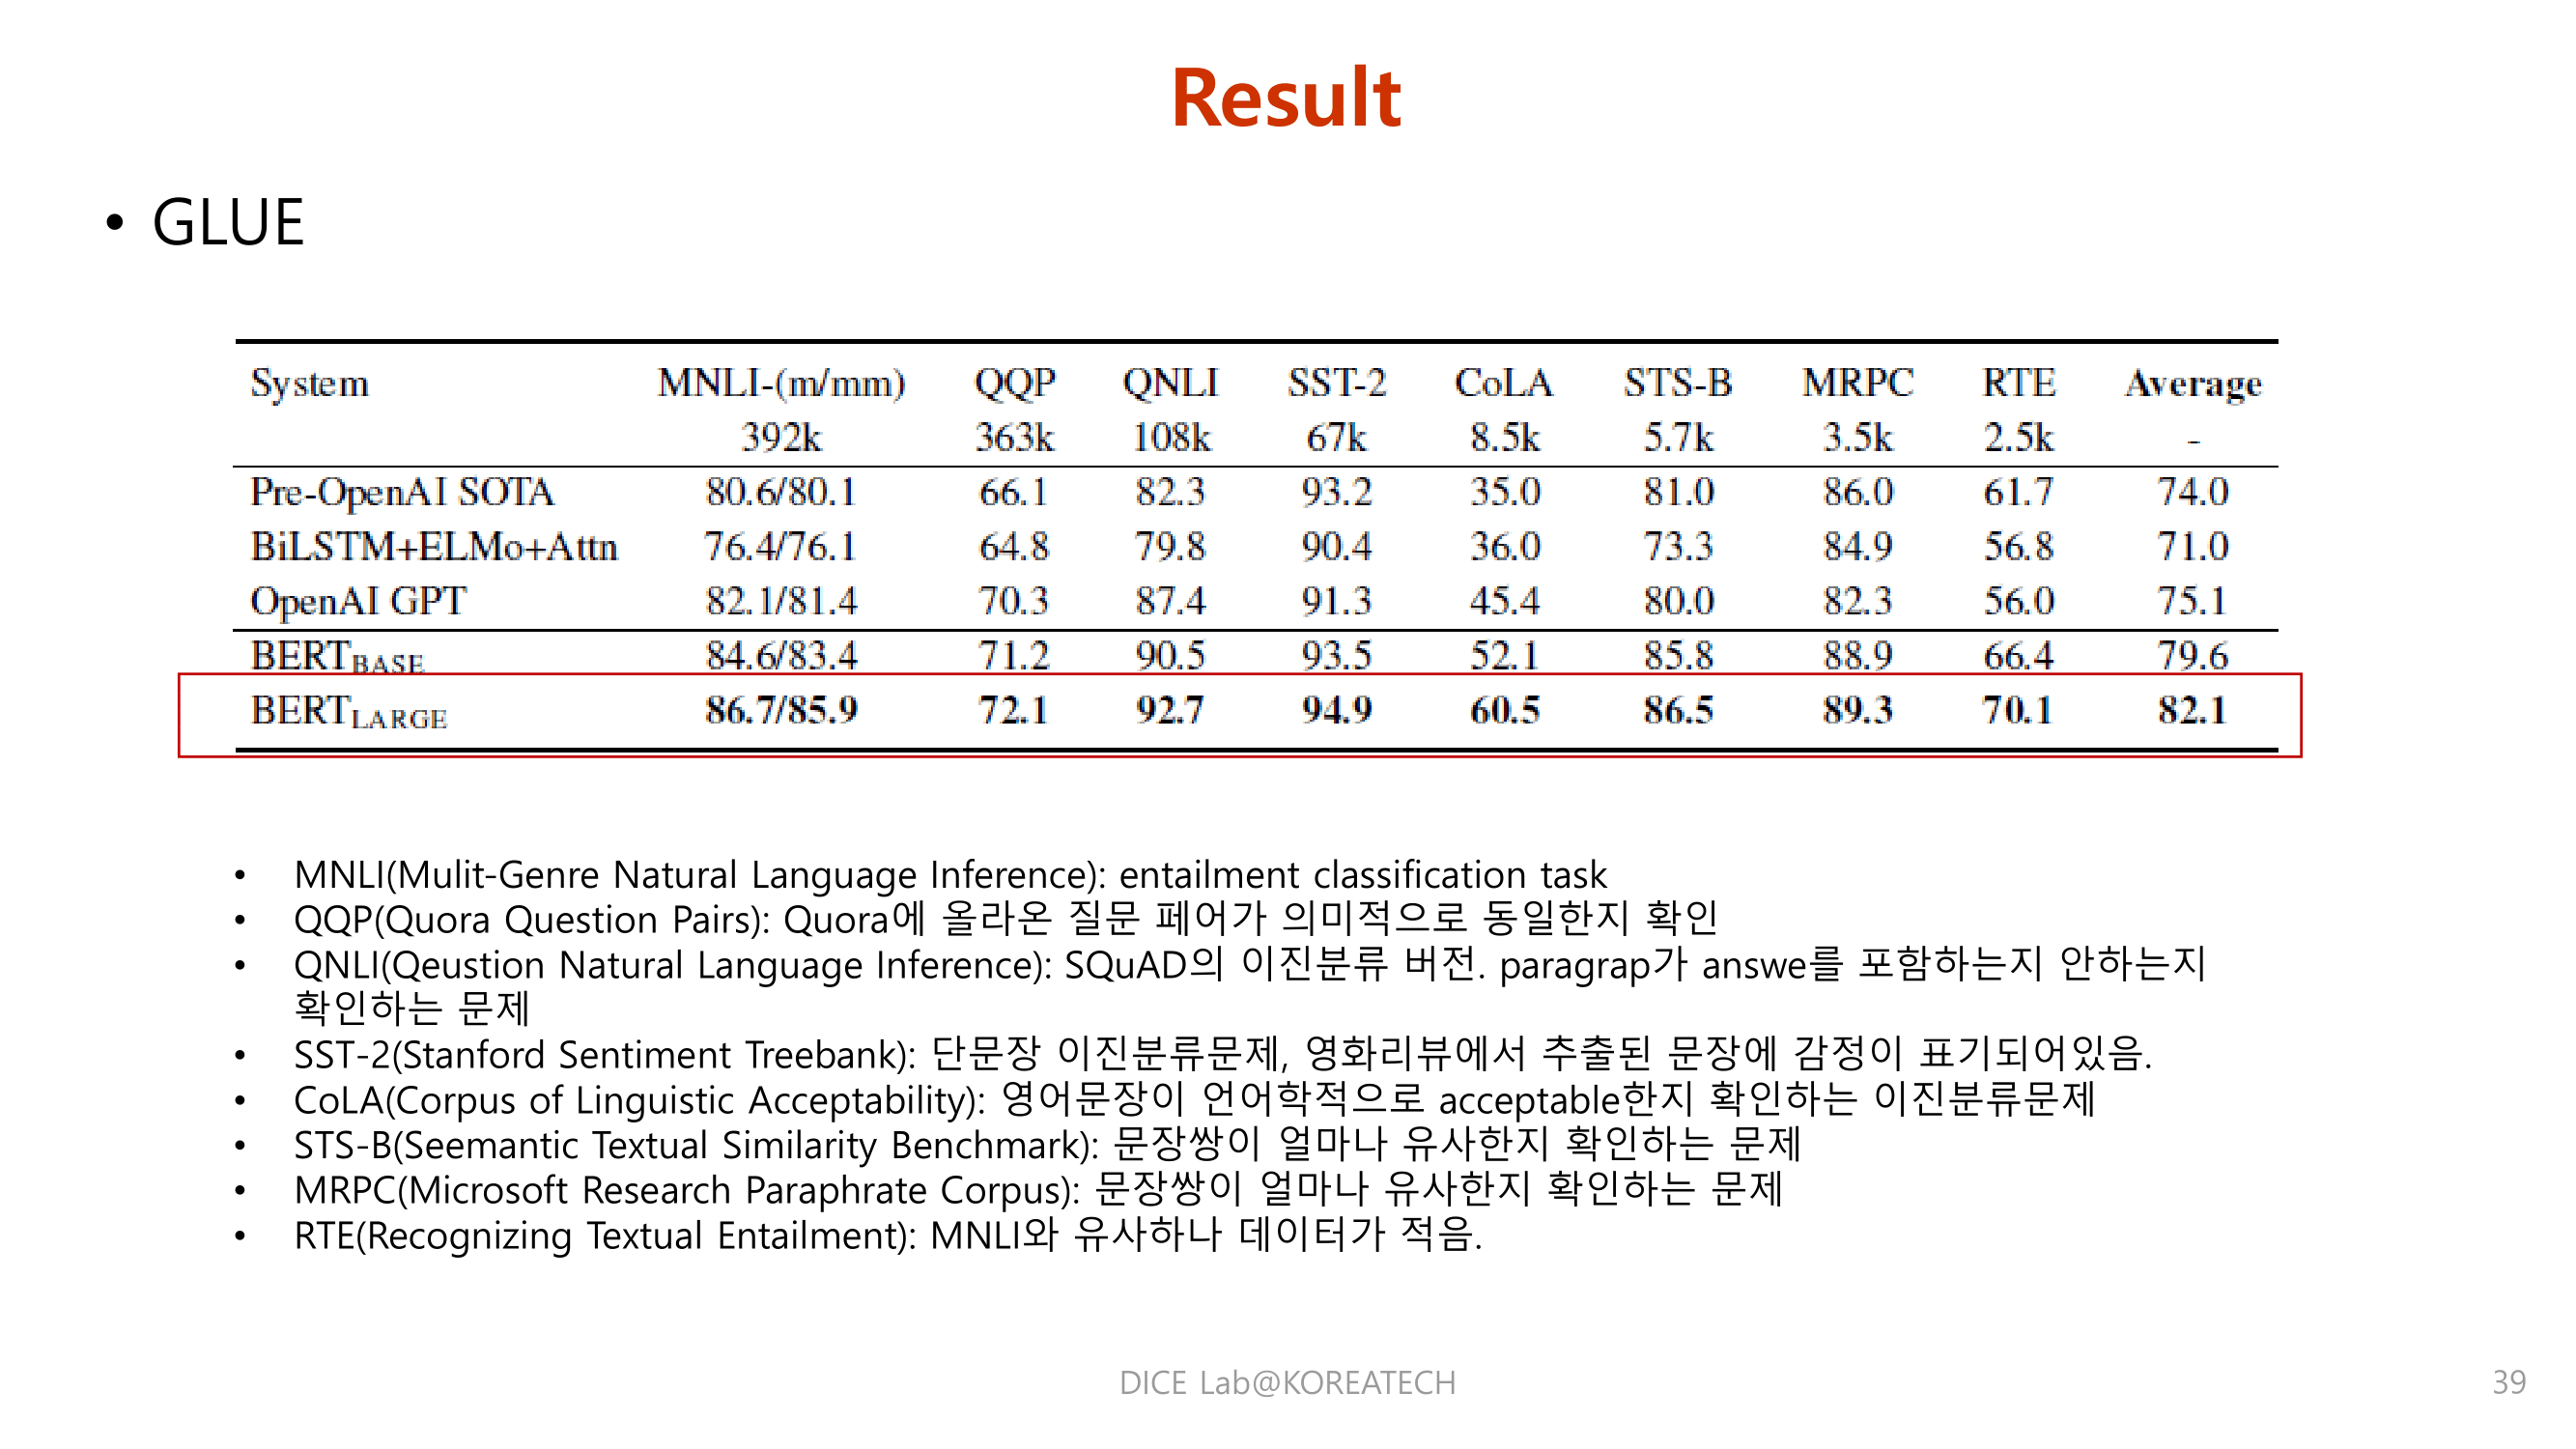 Result
• GLUE
System MNLI-(m/mm) QQP QNLI SST-2 CoLA STS-B MRPC RTE Average
392k 363k 108k 67k 8.5k 5.7k 3.5k 2.5k -
Pre-OpenAI SOTA 80.6/80.1 66.1 82.3 93.2 35.0 81.0 86.0 61.7 74.0
BiLSTM+ELMo+Attn 76.4/76.1 64.8 79.8 90.4 36.0 73.3 84.9 56.8 71.0
OpenAI GPT 82.1/81.4 70.3 87.4 91.3 45.4 80.0 82.3 56.0 75.1
BERTBASE 84.6/83.4 71.2 90.5 93.5 52.1 85.8 88.9 66.4 79.6
BERTLARGE 86.7/85.9 72.1 92.7 94.9 60.5 86.5 89.3 70.1 82.1
• MNLI(Mulit-Genre Natural Language Inference): entailment classification task
• QQP(Quora Question Pairs): Quora에 올라온 질문 페어가 의미적으로 동일한지 확인
• QNLI(Qeustion Natural Language Inference): SQuAD의 이진분류 버전. paragrap가 answe를 포함하는지 안하는지
확인하는 문제
• SST-2(Stanford Sentiment Treebank): 단문장 이진분류문제, 영화리뷰에서 추출된 문장에 감정이 표기되어있음.
• CoLA(Corpus of Linguistic Acceptability): 영어문장이 언어학적으로 acceptable한지 확인하는 이진분류문제
• STS-B(Seemantic Textual Similarity Benchmark): 문장쌍이 얼마나 유사한지 확인하는 문제
• MRPC(Microsoft Research Paraphrate Corpus): 문장쌍이 얼마나 유사한지 확인하는 문제
• RTE(Recognizing Textual Entailment): MNLI와 유사하나 데이터가 적음.
DICE Lab@KOREATECH
39